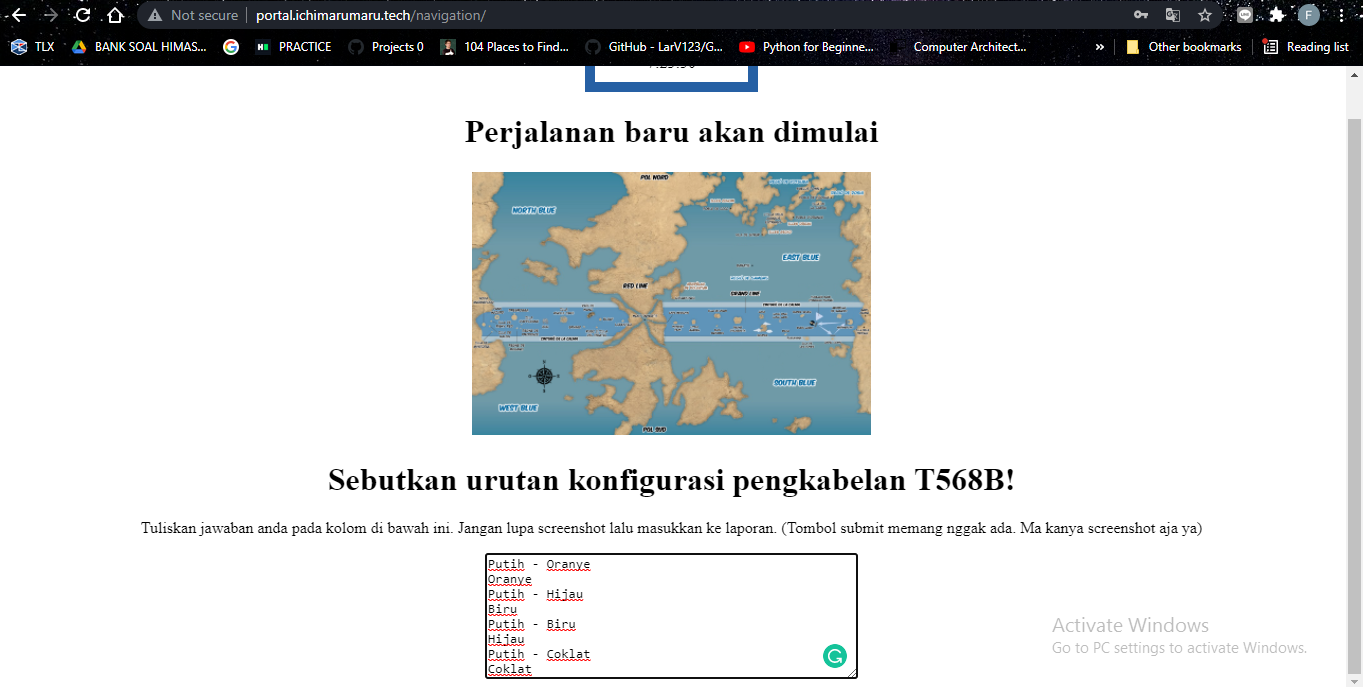 Not secure
portal.ichimarumaru.tech/navigation/
F
TLX
BANK SOAL HIMAS...
PRACTICE
Projects 0
104 Places to Find...
GitHub - LarV123/G...
Python for Beginne...
Computer Architect...
»
Other bookmarks
Reading list
Perjalanan baru akan dimulai
POL NORD
NORTH BLUE
EAST BLUE
RED LINE
GRAND LINE
SOUTH BLUE
WEST BLUE
POL SUD
Sebutkan urutan konfigurasi pengkabelan T568B!
Tuliskan jawaban anda pada kolom di bawah ini. Jangan lupa screenshot lalu masukkan ke laporan. (Tombol submit memang nggak ada. Ma kanya screenshot aja ya)
Putih - Oranye
Oranye
Putih - Hijau
Biru
Putih - Biru
Hijau
Putih - Coklat
Coklat
Activate Windows
Go to PC settings to activate Windows.